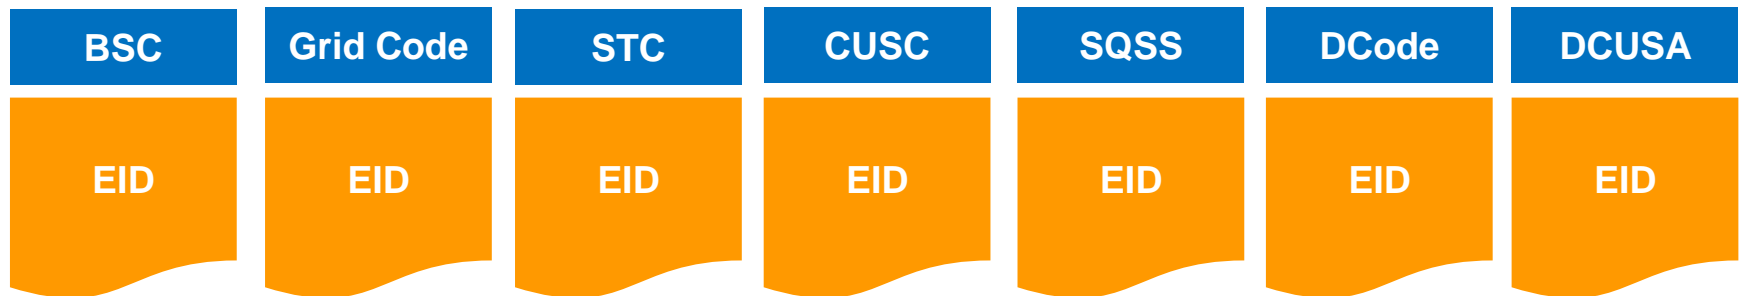 BSC Grid Code STC CUSC SQSS DCode DCUSA
EID EID EID EID EID EID EID